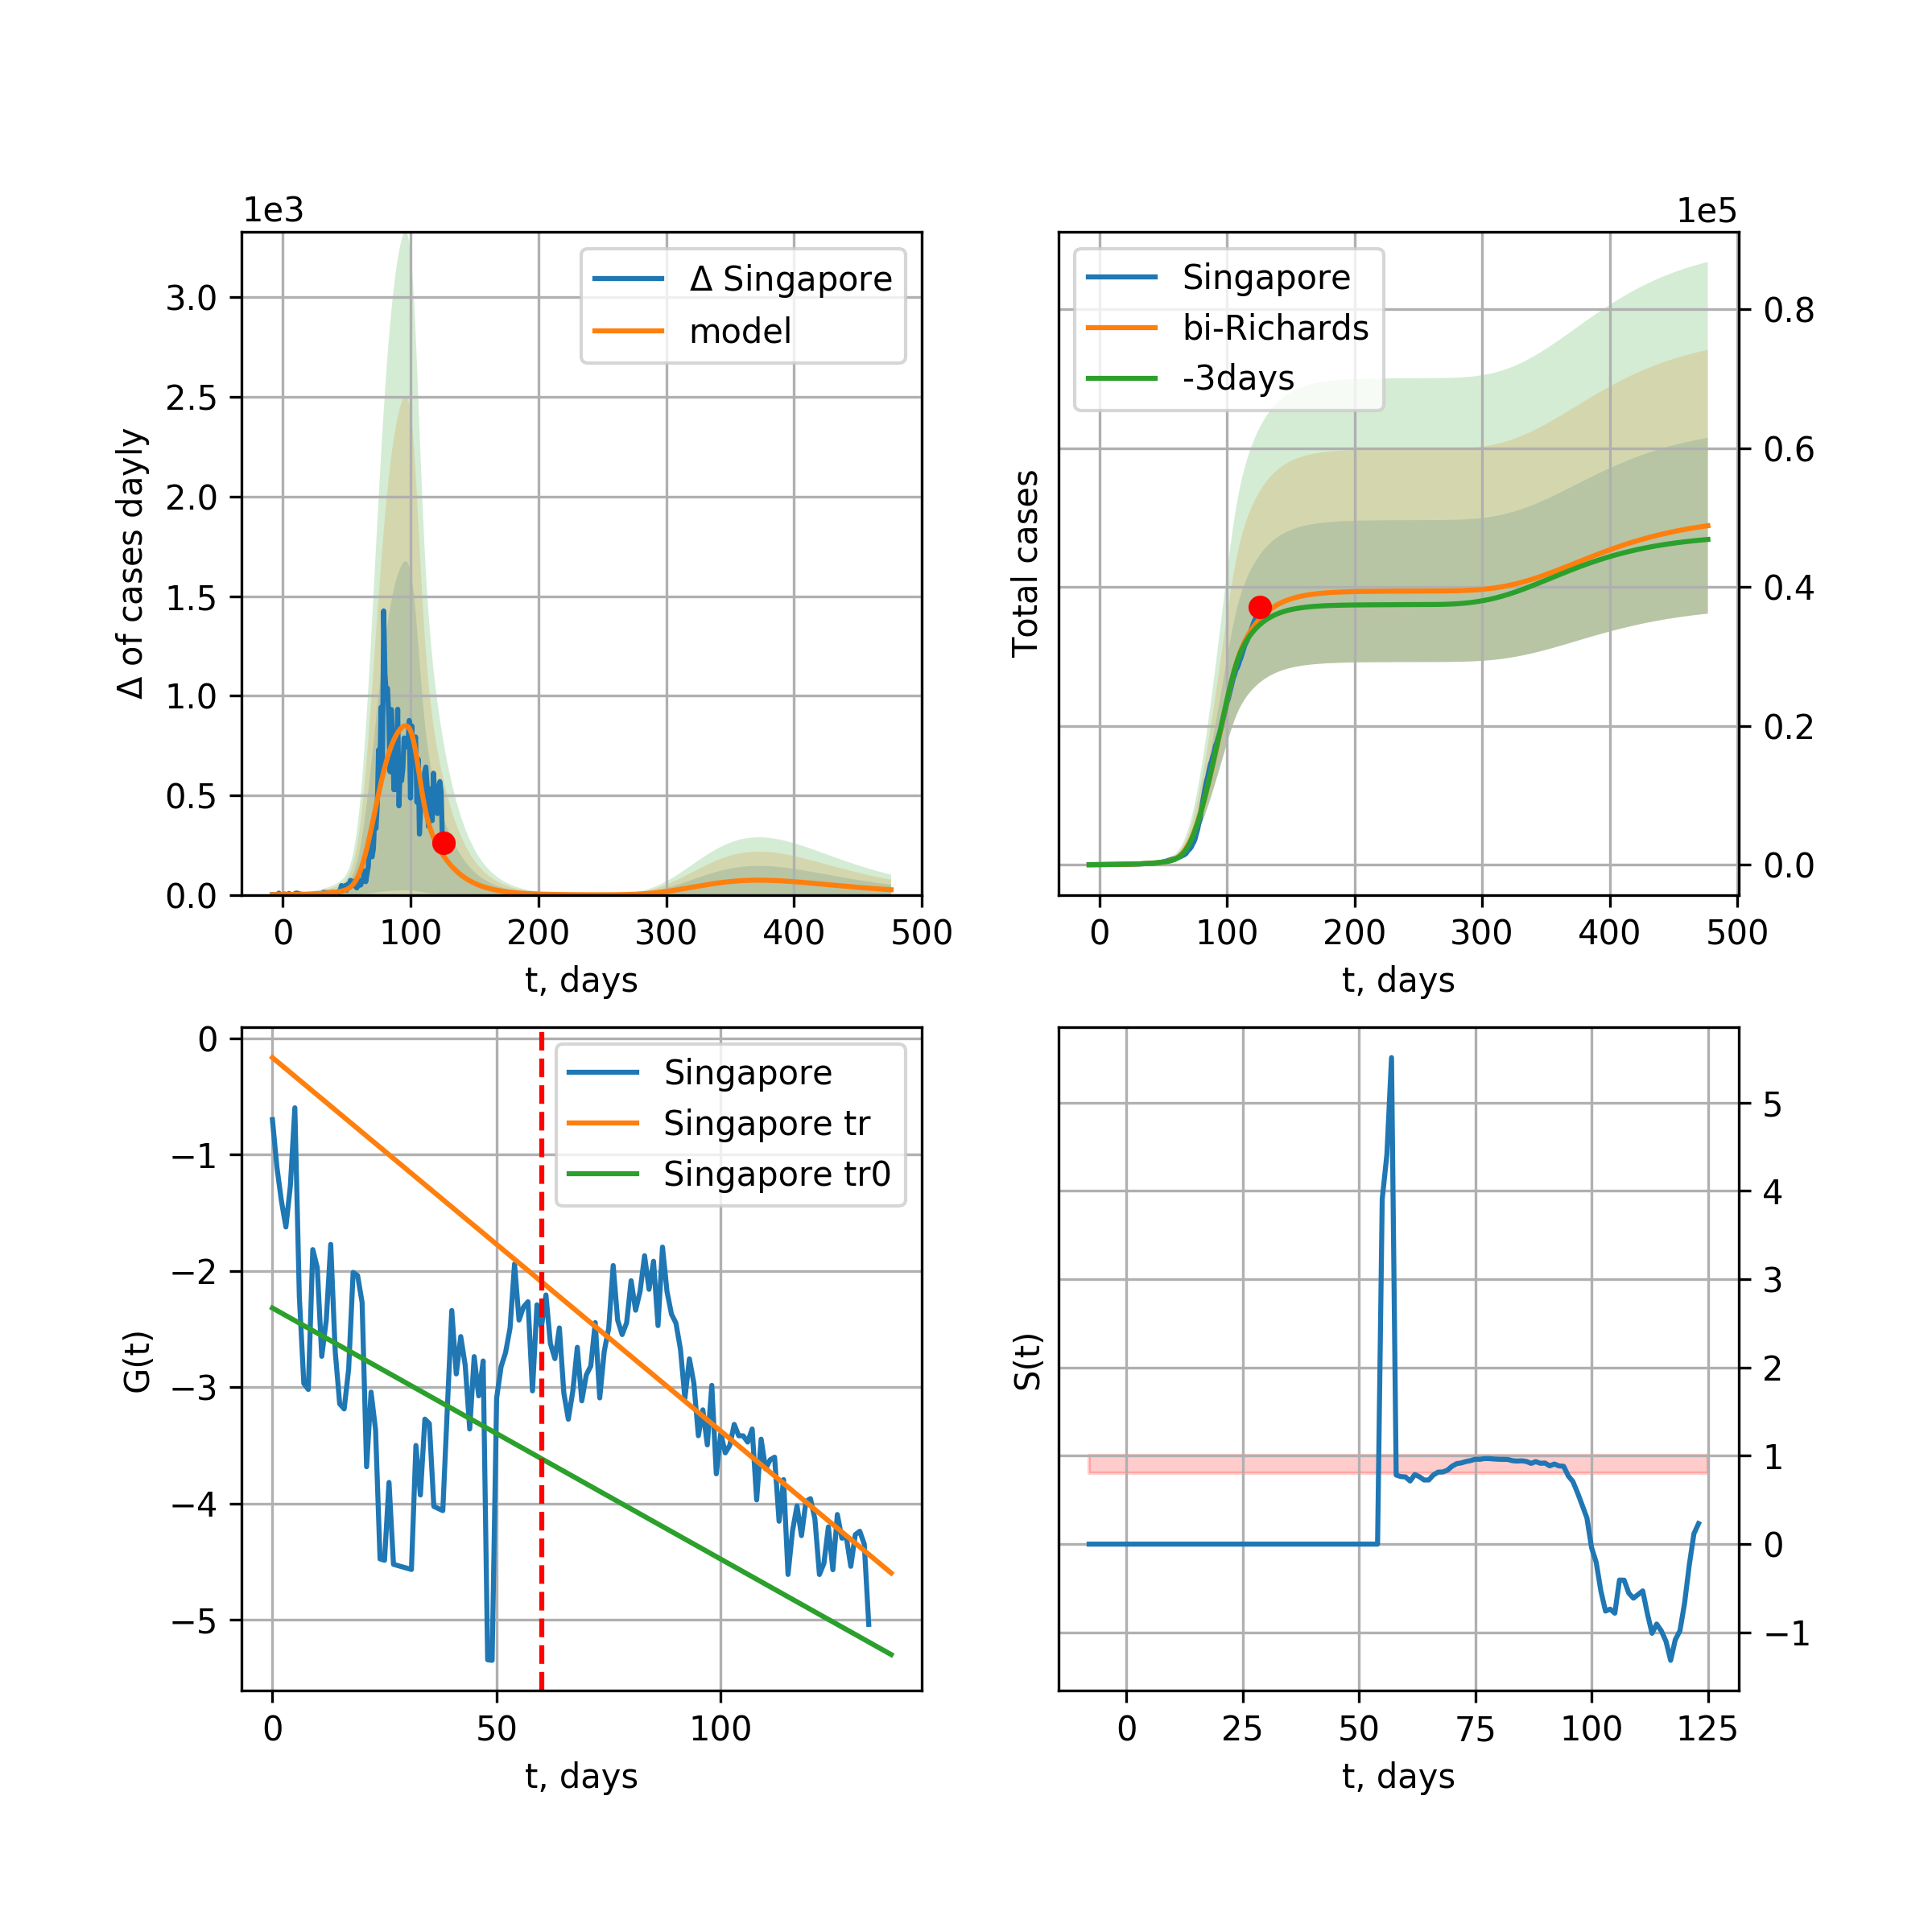 1e3
Δ Singapore
model
3.0
2.5
2.0
1.5
1.0
0.5
0.0
Δ of cases dayly
0 100 200 300 400 500
t, days
1e5
Singapore
bi-Richards
-3days
0.8
0.6
0.4
0.2
0.0
Total cases
0 100 200 300 400 500
t, days
Singapore
Singapore tr
Singapore tr0
0
−1
−2
−3
−4
−5
G(t)
0 50 100
t, days
5
4
3
2
1
0
−1
S(t)
0 25 50 75 100 125
t, days